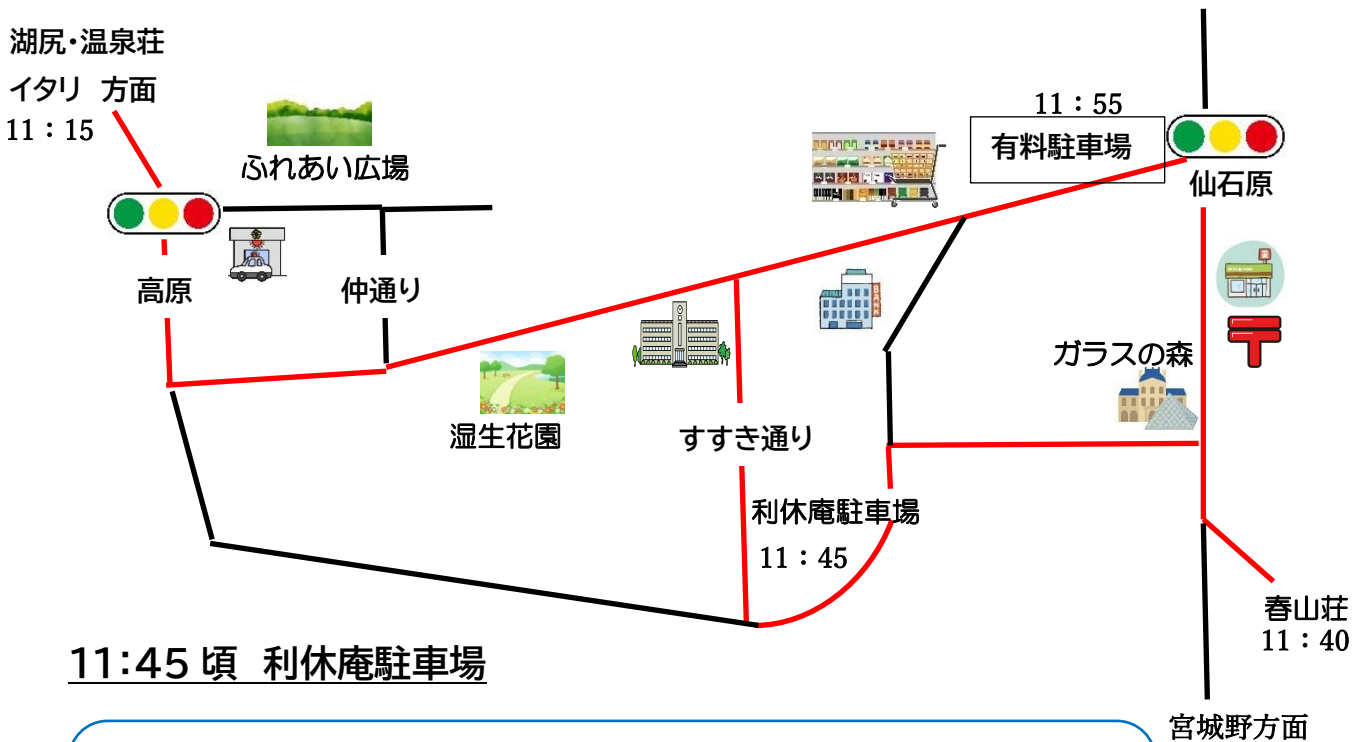 湖尻・温泉荘
イタリ 方面
11：15
ふれあい広場
11：55
有料駐車場
仙石原
高原
仲通り
BANK
ガラスの森
湿生花園
すすき通り
利休庵駐車場
11：45
春山荘
11：40
11:45 頃 利休庵駐車場
宮城野方面